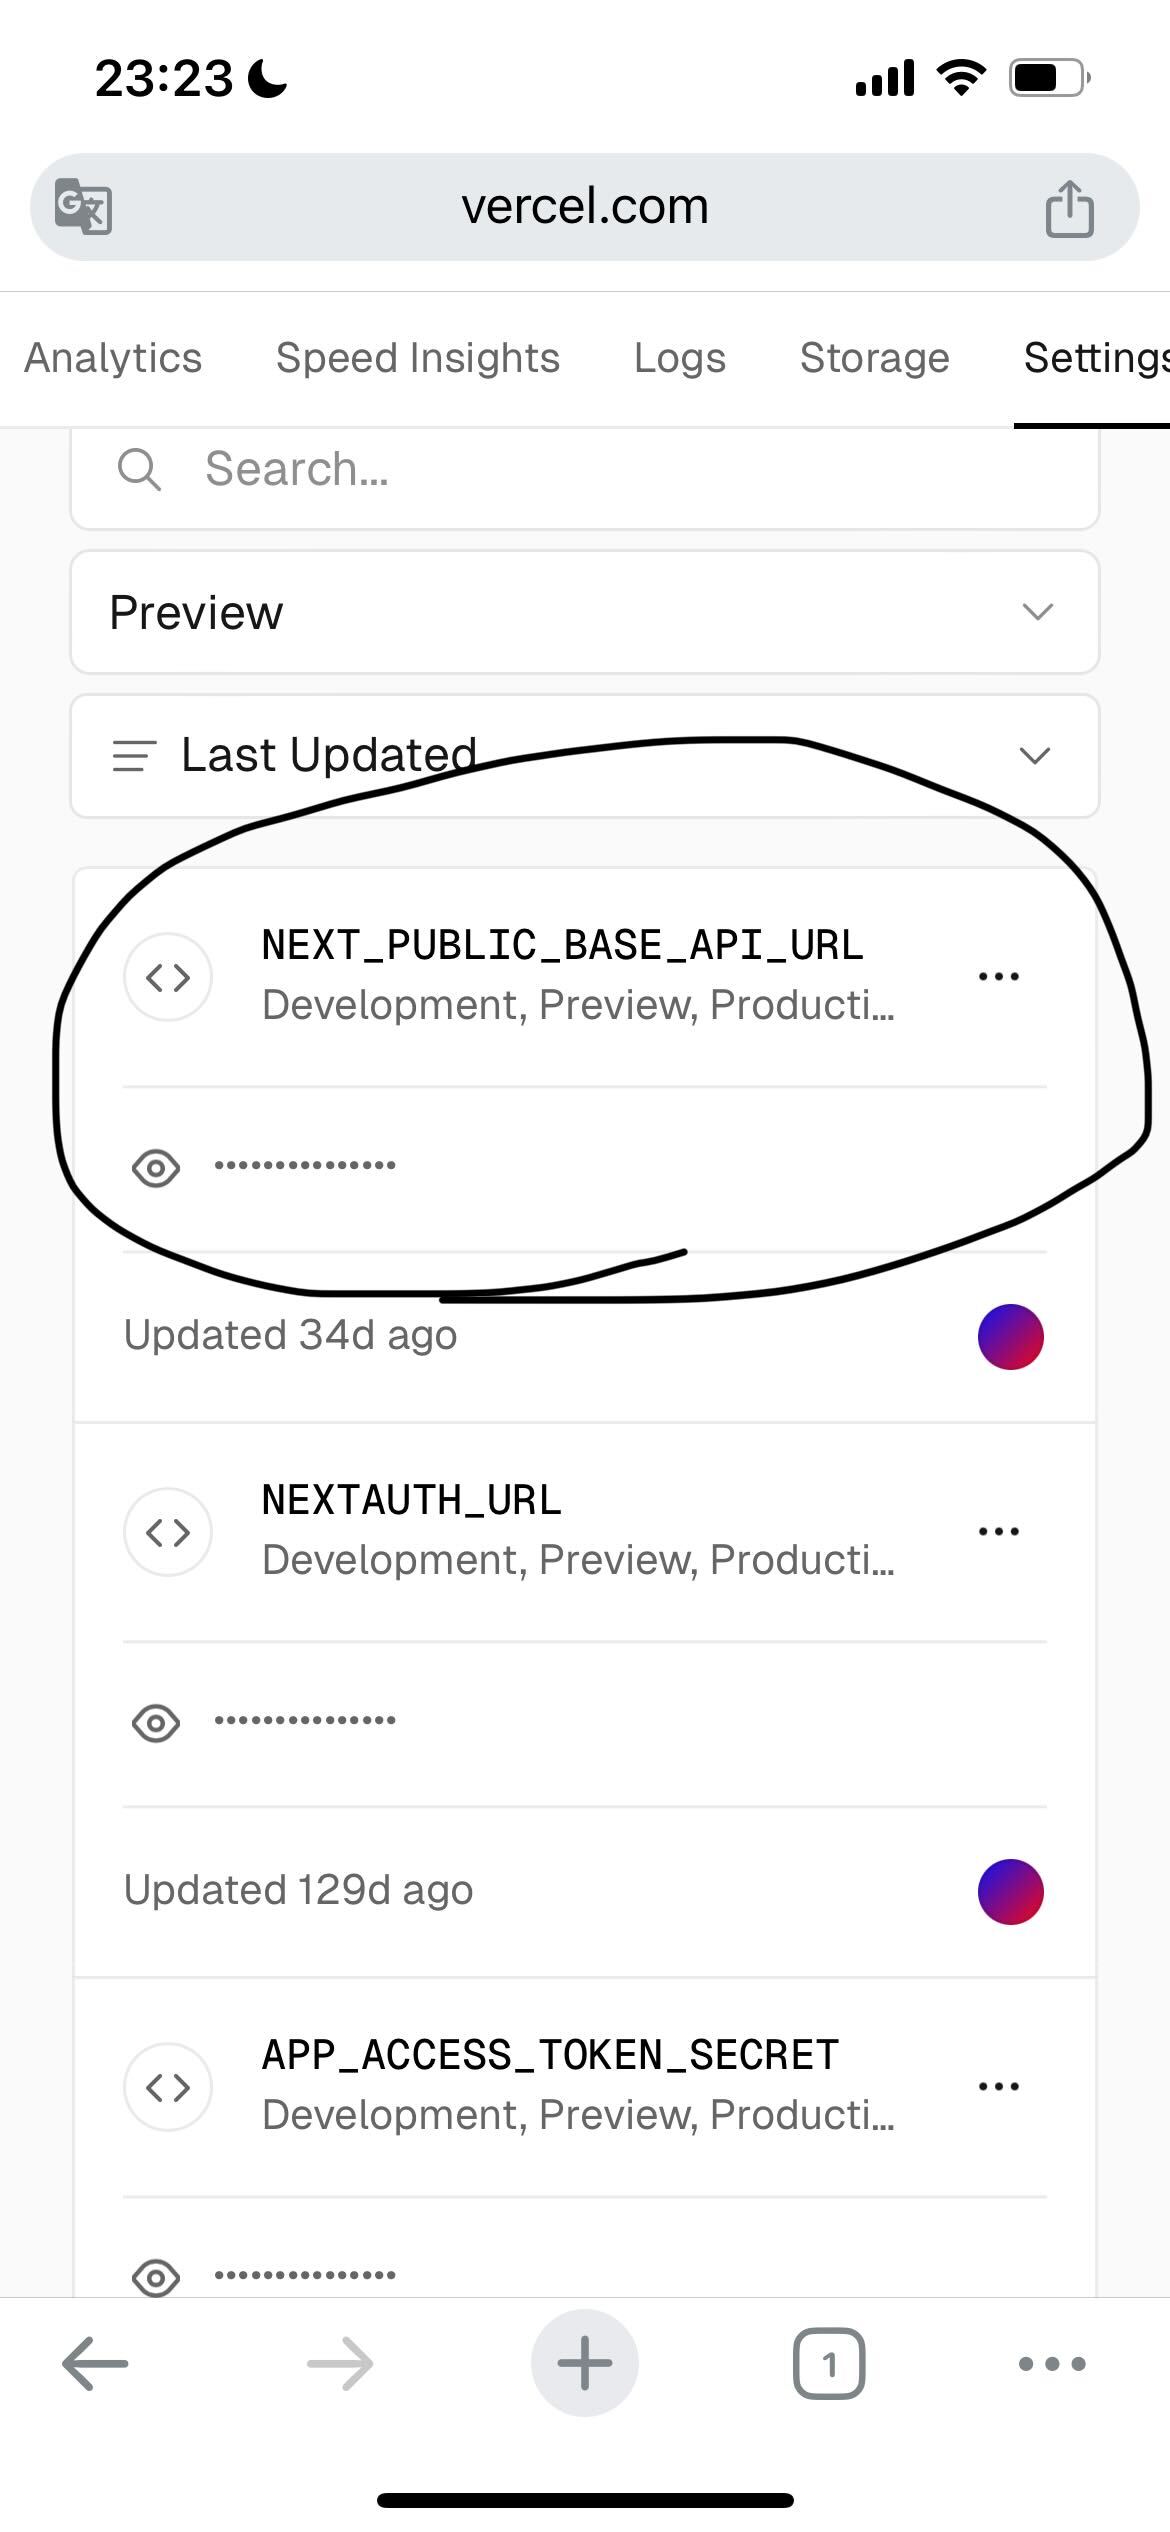 23:23
vercel.com
Analytics Speed Insights Logs Storage Settings
Search...
Preview
Last Updated
NEXT_PUBLIC_BASE_API_URL
Development, Preview, Producti...
•••••••••••••••
Updated 34d ago
NEXTAUTH_URL
Development, Preview, Producti...
•••••••••••••••
Updated 129d ago
APP_ACCESS_TOKEN_SECRET
Development, Preview, Producti...
•••••••••••••••
1